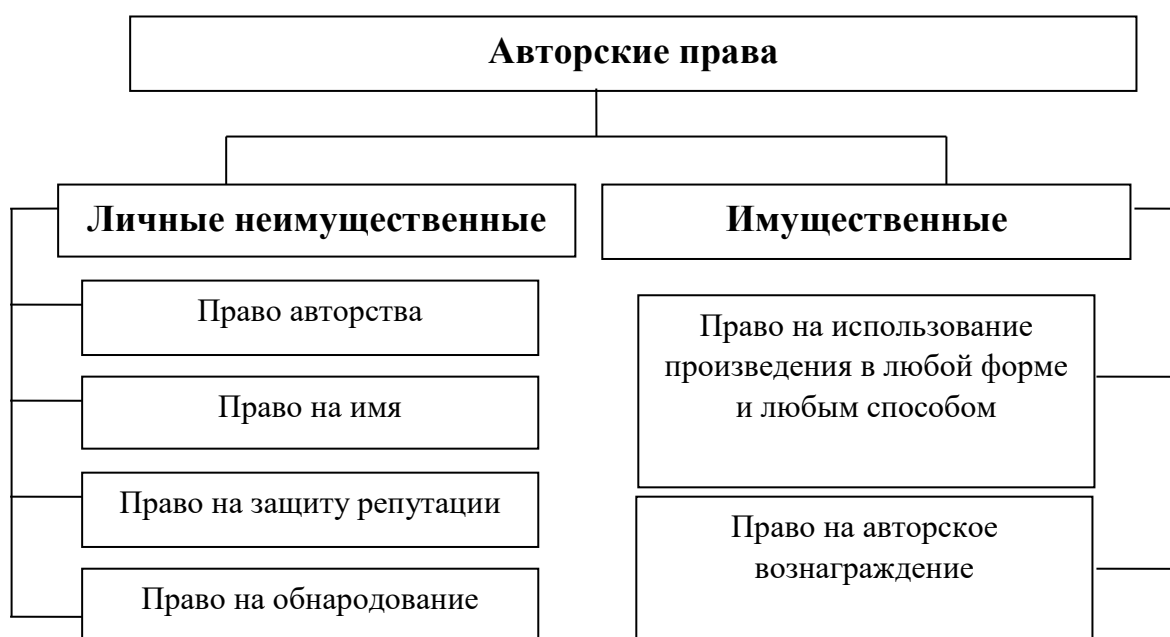 Авторские права
Личные неимущественные
Право авторства
Право на имя
Право на защиту репутации
Право на обнародование
Имущественные
Право на использование
произведения в любой форме
и любым способом
Право на авторское
вознаграждение